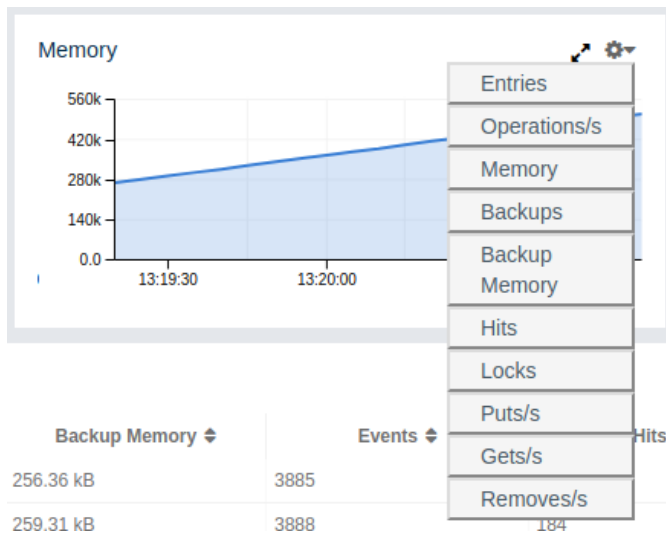 Memory
560k
420k
280k
140k
0.0
13:19:30
13:20:00
Entries
Operations/s
Memory
Backups
Backup
Memory
Hits
Locks
Puts/s
Gets/s
Removes/s
Backup Memory
Events
Hits
256.36 kB
3885
259.31 kB
3888
184